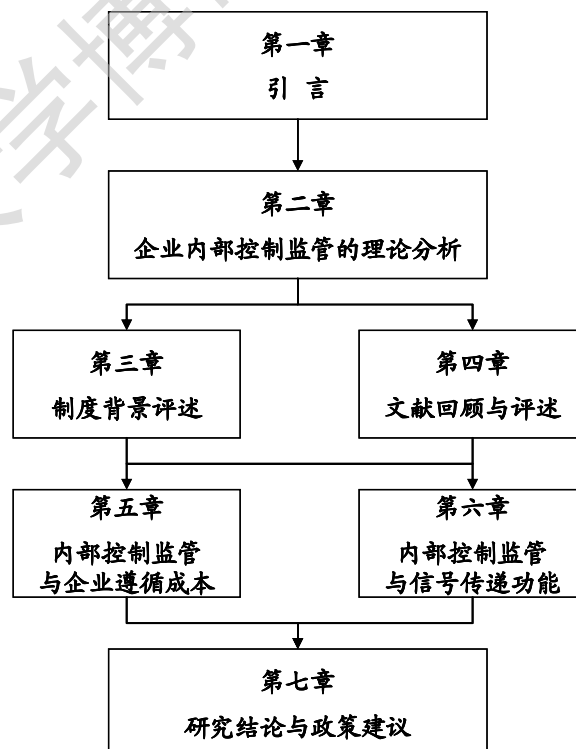 第一章
引 言
第二章
企业内部控制监管的理论分析
第三章
制度背景评述
第四章
文献回顾与评述
第五章
内部控制监管
与企业遵循成本
第六章
内部控制监管
与信号传递功能
第七章
研究结论与政策建议
学博